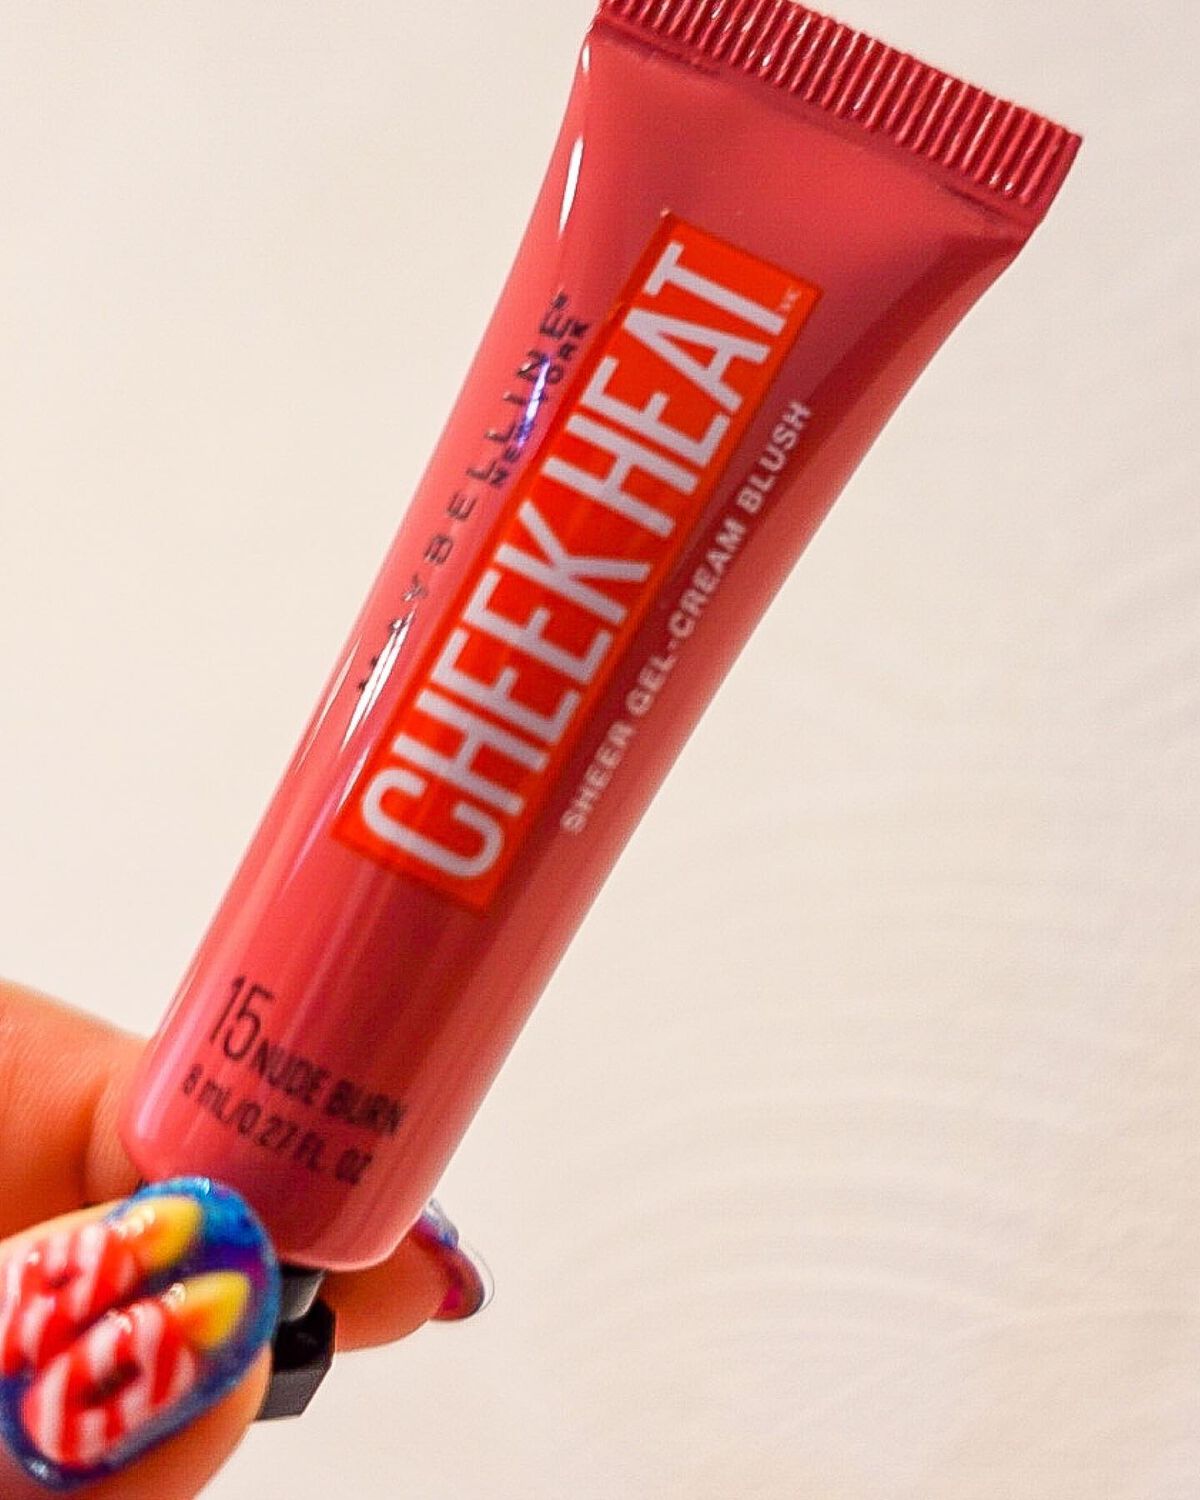 MAYBELLINE
NEW YORK
CHEEK HEAT
SHEER GEL-CREAM BLUSH
15 NUDE BURN
8 mL/0.27 FL. OZ